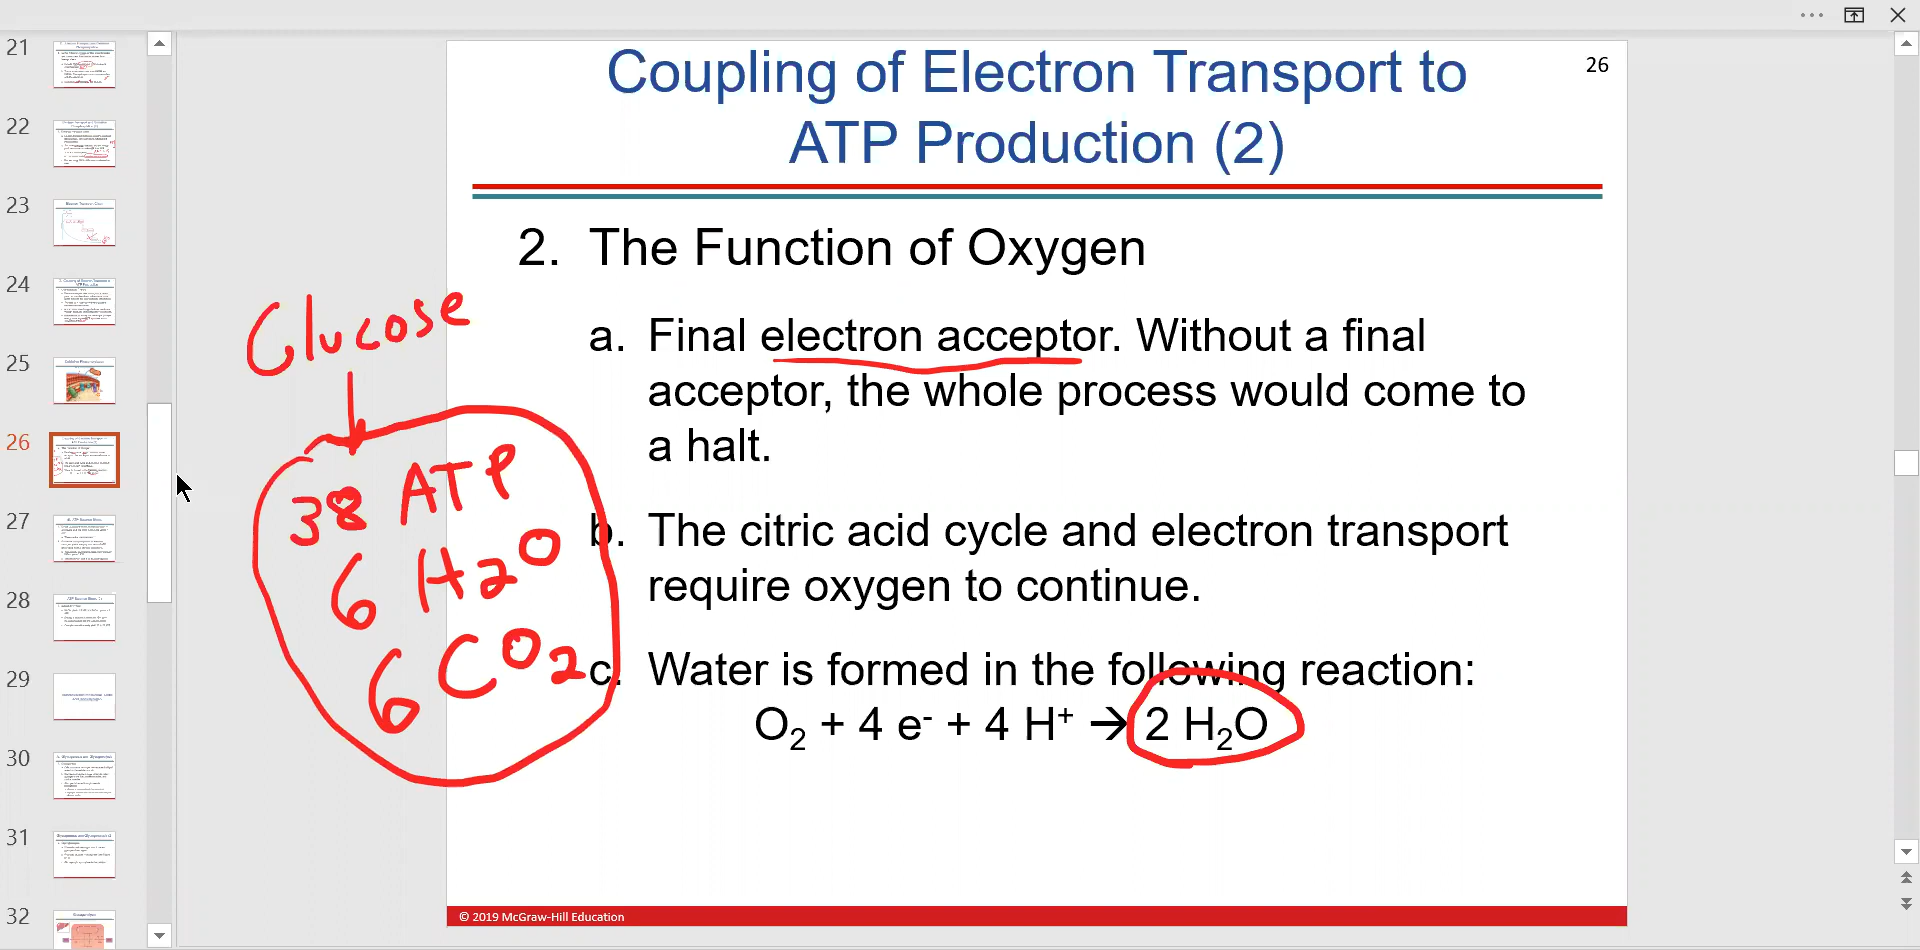 21
22
23
24
25
26
27
28
29
30
31
32
Coupling of Electron Transport to
ATP Production (2)
26
2. The Function of Oxygen
a. Final electron acceptor. Without a final
acceptor, the whole process would come to
a halt.
b. The citric acid cycle and electron transport
require oxygen to continue.
c. Water is formed in the following reaction:
O₂ + 4 e⁻ + 4 H⁺ → 2 H₂O
Glucose
38 ATP
6 H₂O
6 CO₂
© 2019 McGraw-Hill Education